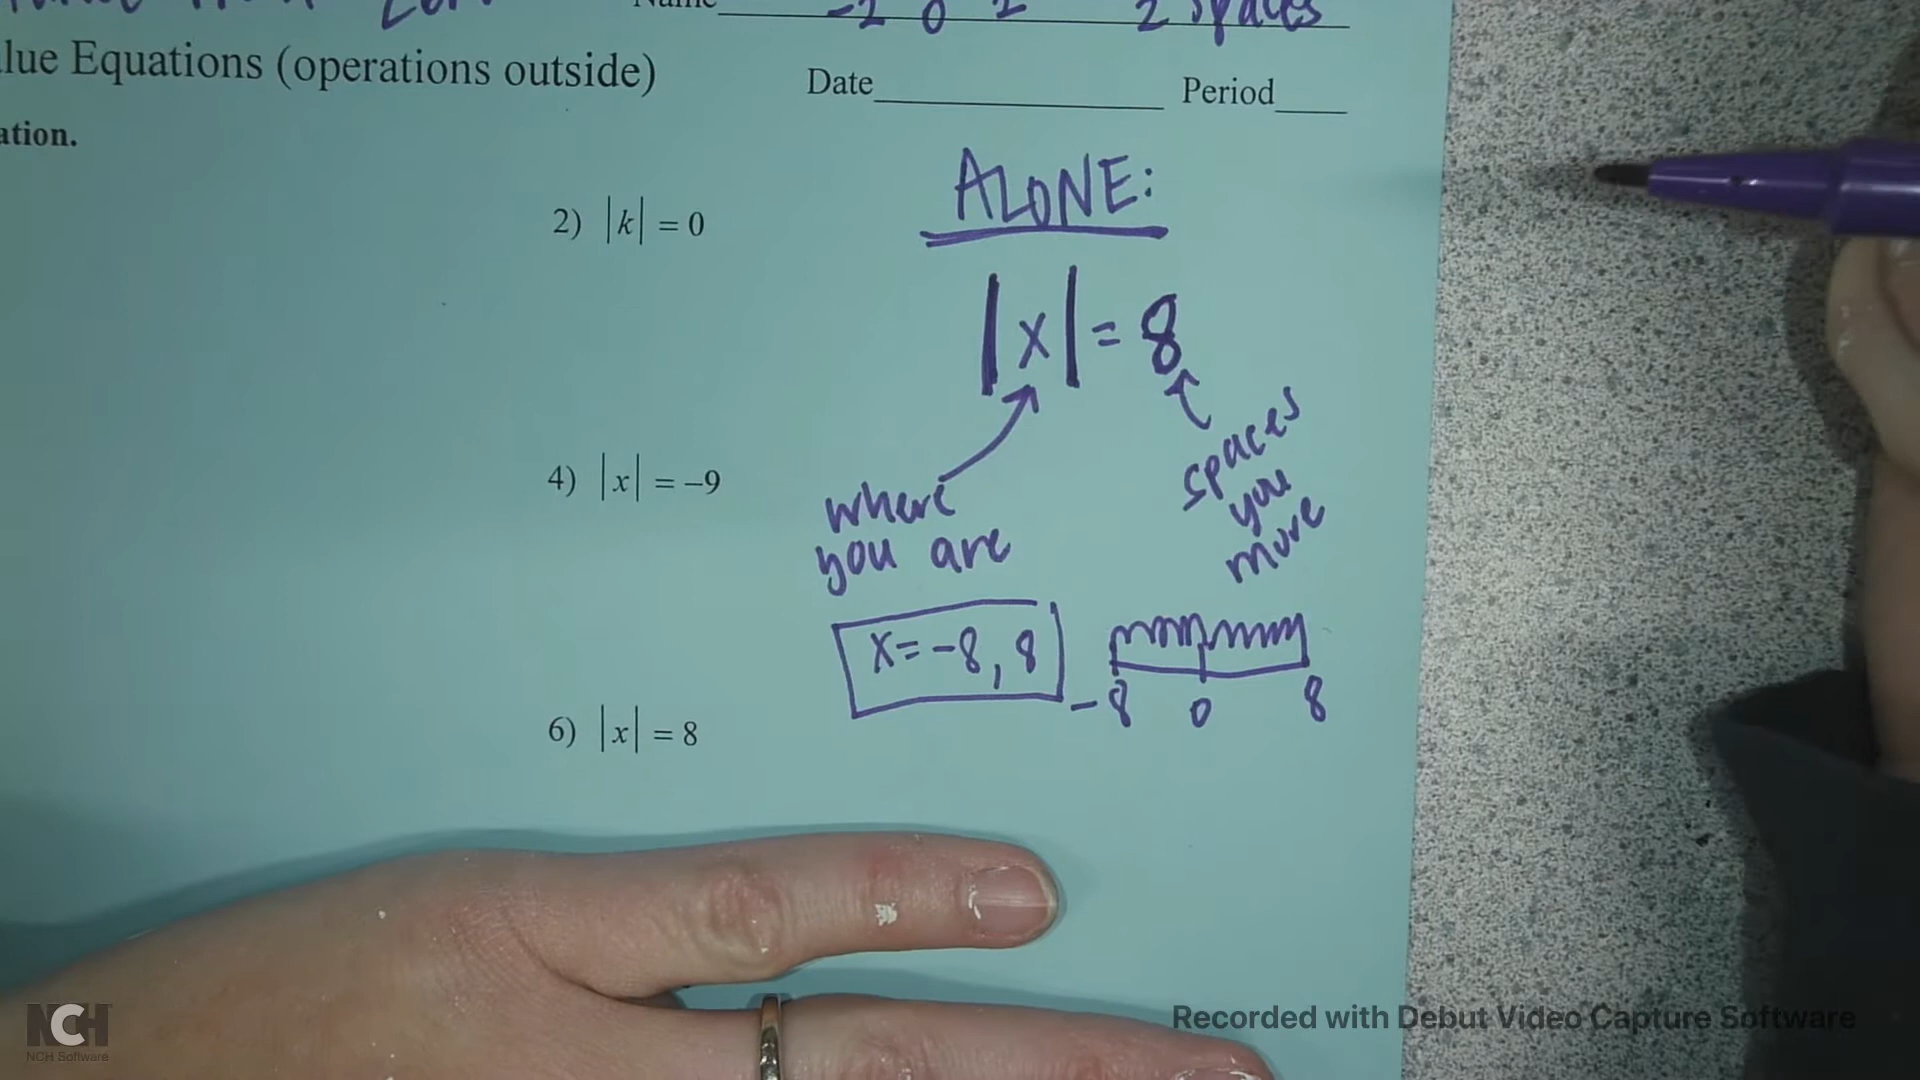 -2 0 2 2 spaces
lue Equations (operations outside)
Date Period
ation.
2) |k| = 0
ALONE:
|x| = 8
where
you are
spaces
you
move
4) |x| = –9
x = -8, 8
-8 0 8
6) |x| = 8
NCH
NCH Software
Recorded with Debut Video Capture Software